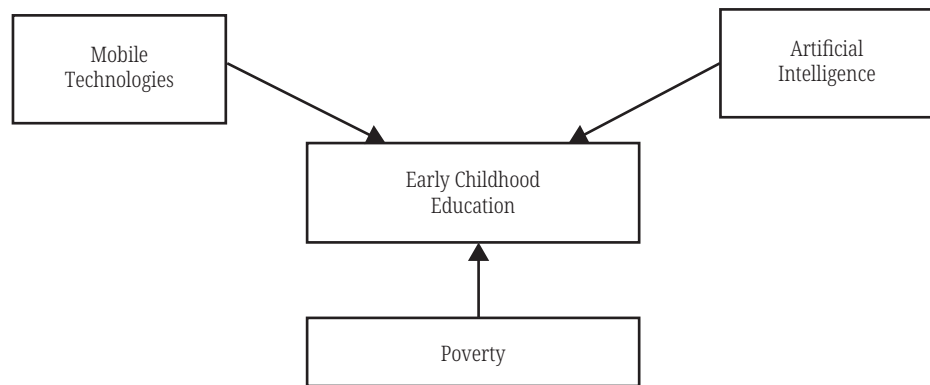 Mobile
Technologies
Artificial
Intelligence
Early Childhood
Education
Poverty